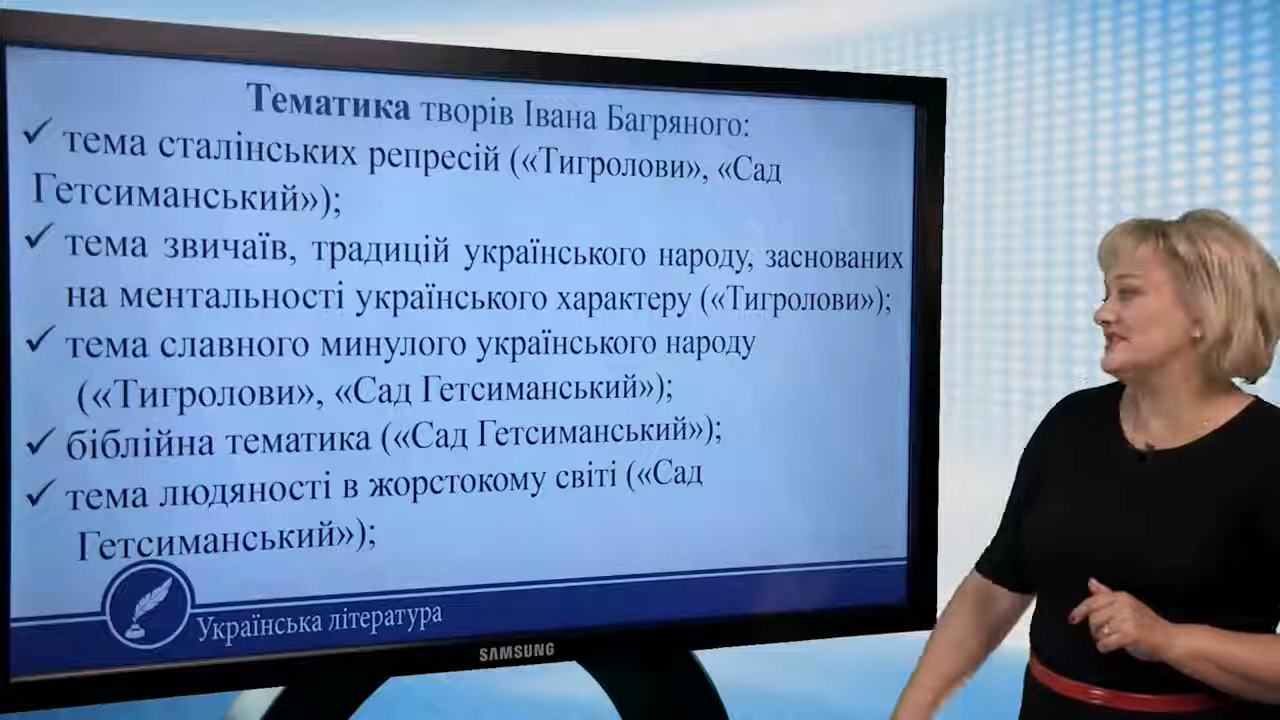 Тематика творів Івана Багряного:
✓ тема сталінських репресій («Тигролови», «Сад
Гетсиманський»);
✓ тема звичаїв, традицій українського народу, заснованих
на ментальності українського характеру («Тигролови»);
✓ тема славного минулого українського народу
(«Тигролови», «Сад Гетсиманський»);
✓ біблійна тематика («Сад Гетсиманський»);
✓ тема людяності в жорстокому світі («Сад
Гетсиманський»);
Українська література
SAMSUNG